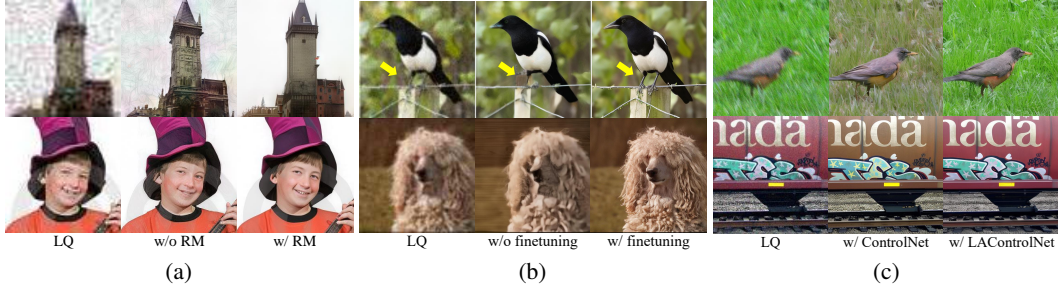 nada nada nada
LQ w/o RM w/ RM LQ w/o finetuning w/ finetuning LQ w/ ControlNet w/ LAControlNet
(a) (b) (c)